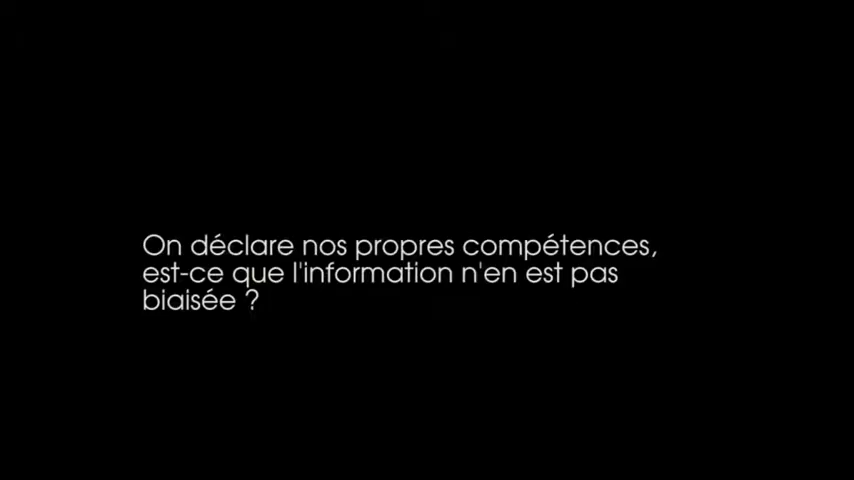 On déclare nos propres compétences,
est-ce que l'information n'en est pas
biaisée ?